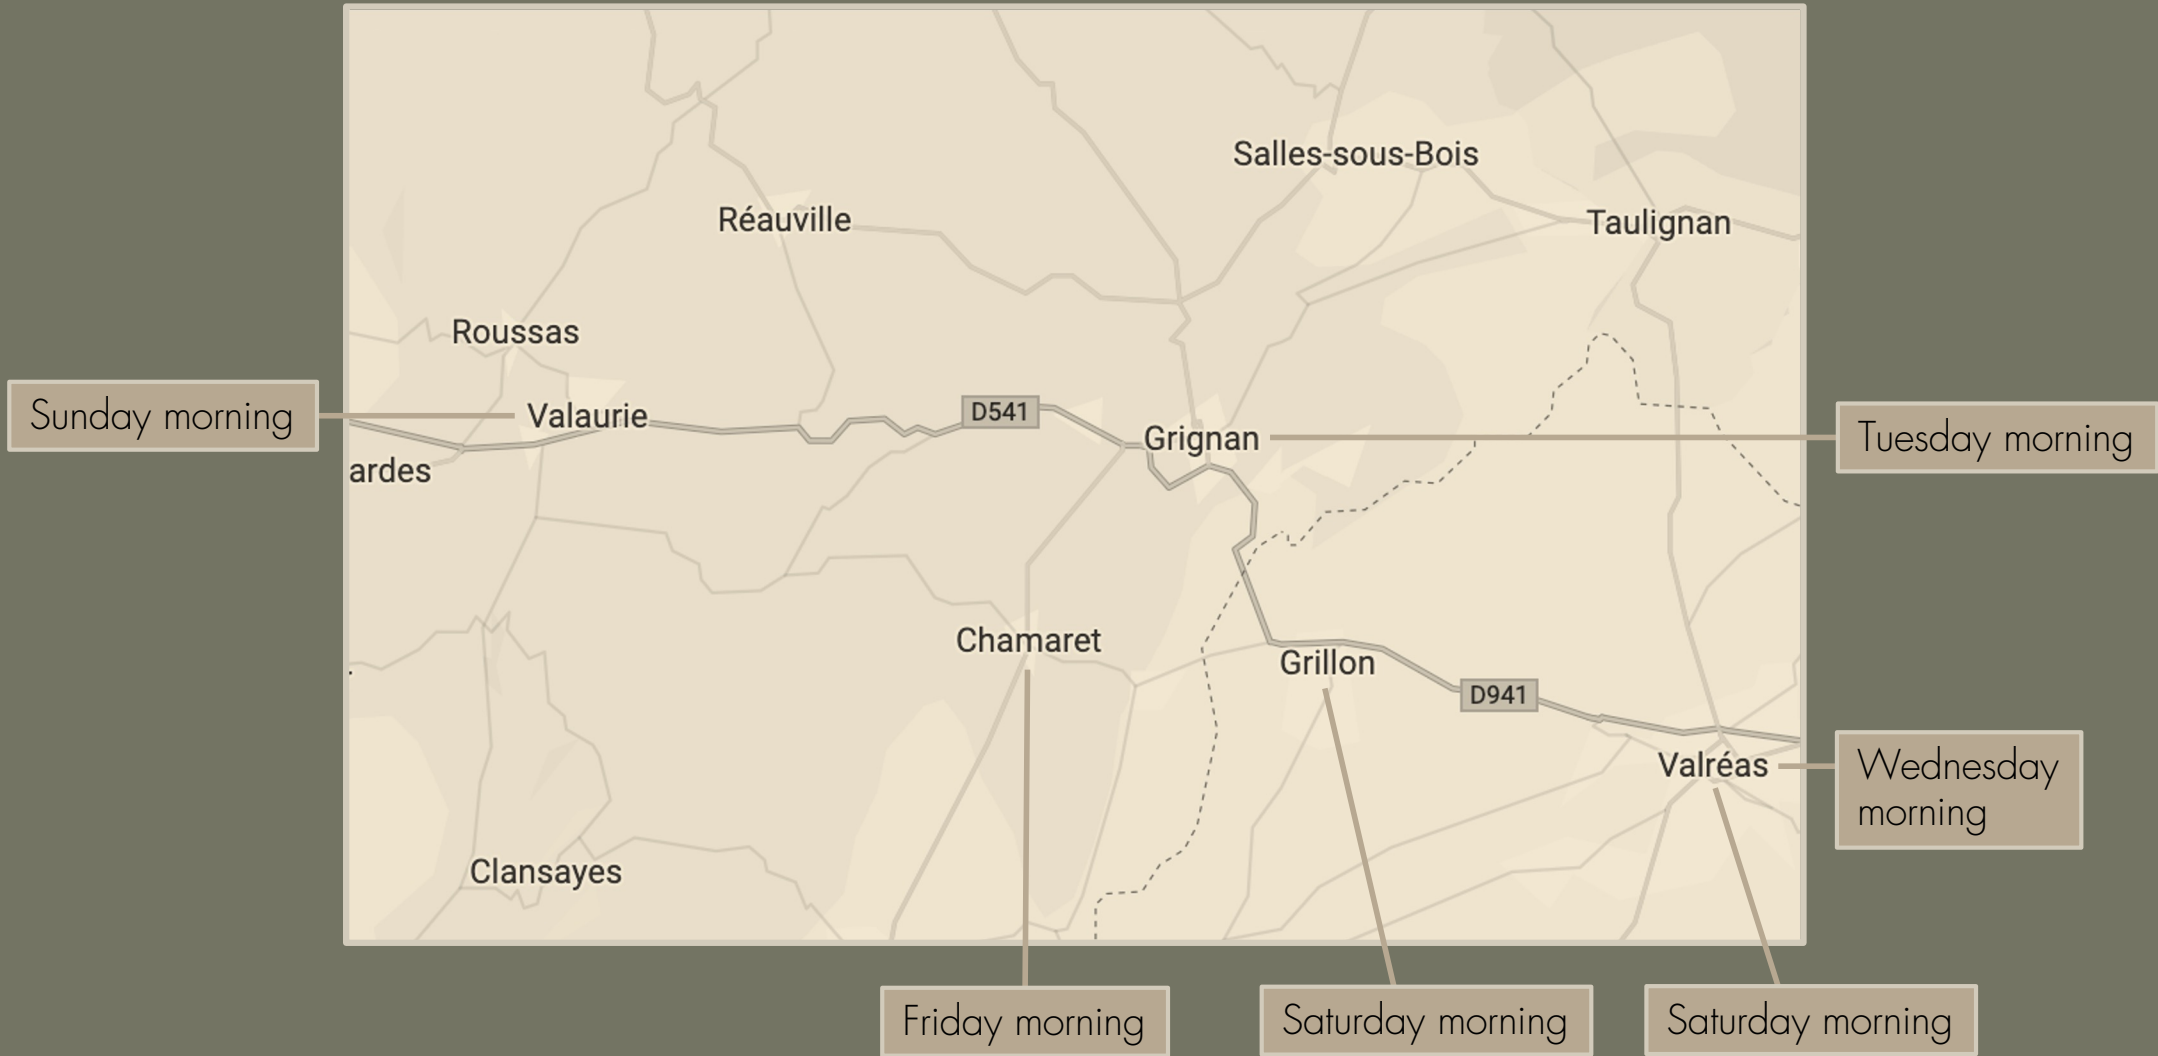 Salles-sous-Bois
Réauville
Taulignan
Roussas
Sunday morning
Valaurie
D541
Grignan
Tuesday morning
ardes
Chamaret
Grillon
D941
Valréas
Wednesday
morning
Clansayes
Friday morning
Saturday morning
Saturday morning